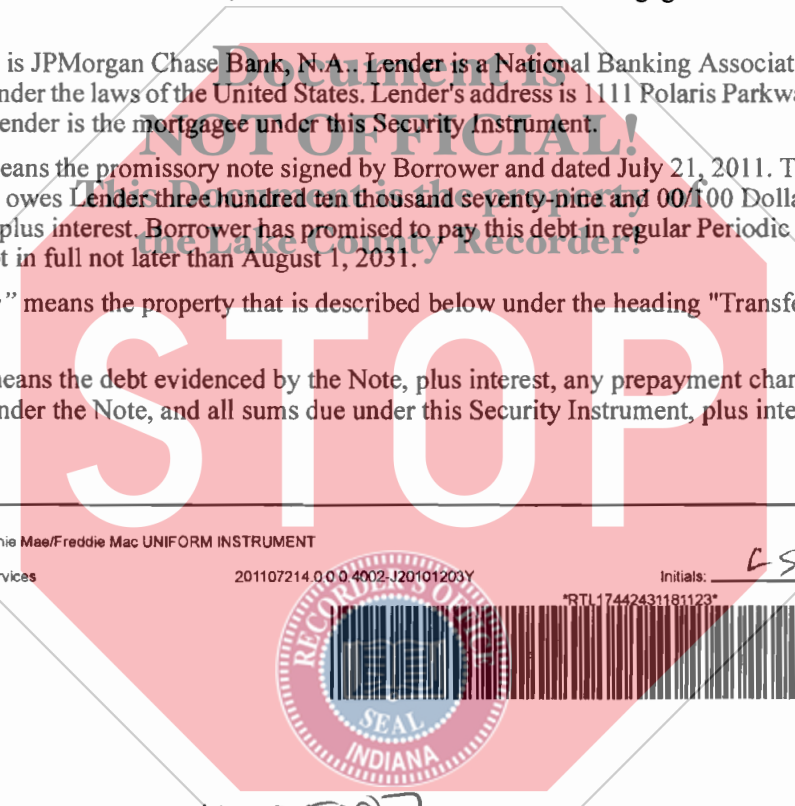 is JPMorgan Chase Bank, N.A.. Lender is a National Banking Associat
nder the laws of the United States. Lender's address is 1111 Polaris Parkwa
ender is the mortgagee under this Security Instrument.
eans the promissory note signed by Borrower and dated July 21, 2011. T
owes Lender three hundred ten thousand seventy-nine and 00/100 Dolla
plus interest. Borrower has promised to pay this debt in regular Periodic
t in full not later than August 1, 2031.
" means the property that is described below under the heading "Transfe
eans the debt evidenced by the Note, plus interest, any prepayment char
nder the Note, and all sums due under this Security Instrument, plus inte
Document is
NOT OFFICIAL!
This Document is the property
the Lake County Recorder!
STOP
nie Mae/Freddie Mac UNIFORM INSTRUMENT
rvices 201107214.0.0.0.4002-J20101203Y Initials:
*RTL17442431181123*
RECORDER'S OFFICE
SEAL
INDIANA